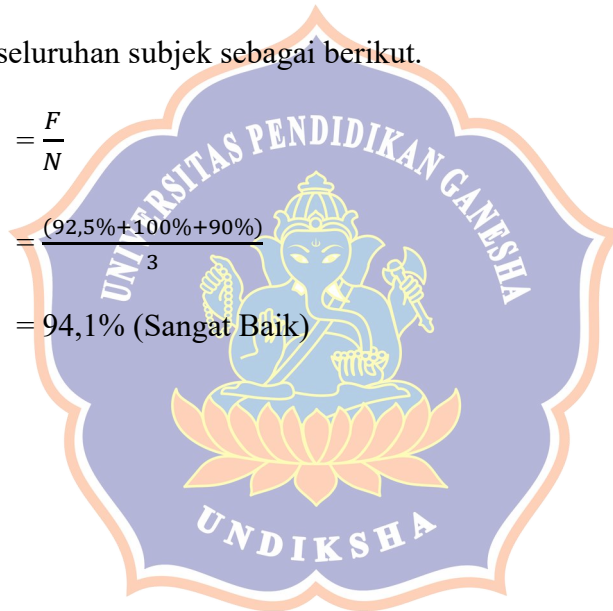 seluruhan subjek sebagai berikut.
= F/N
= (92,5%+100%+90%)/3
= 94,1% (Sangat Baik)
UNIVERSITAS PENDIDIKAN GANESHA
UNDIKSHA